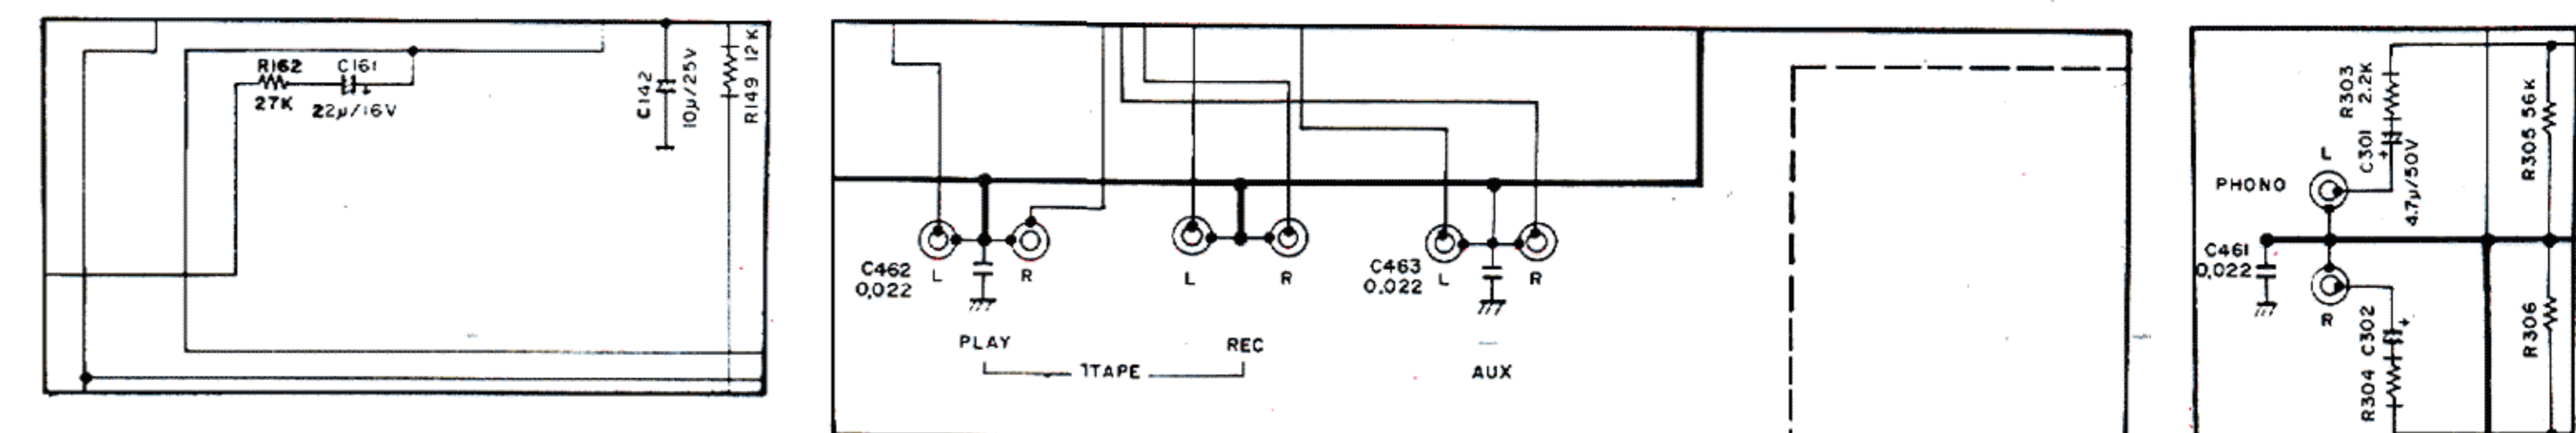 R162 C161
27K 22µ/16V
C142
10µ/25V
R149 12K
C462
0,022
L R
PLAY
L R
REC
TAPE
C463
0.022
L R
AUX
PHONO
L
R
C461
0,022
R303
2.2K
C301 +
4.7µ/50V
R305 56K
R304 C302 +
R306